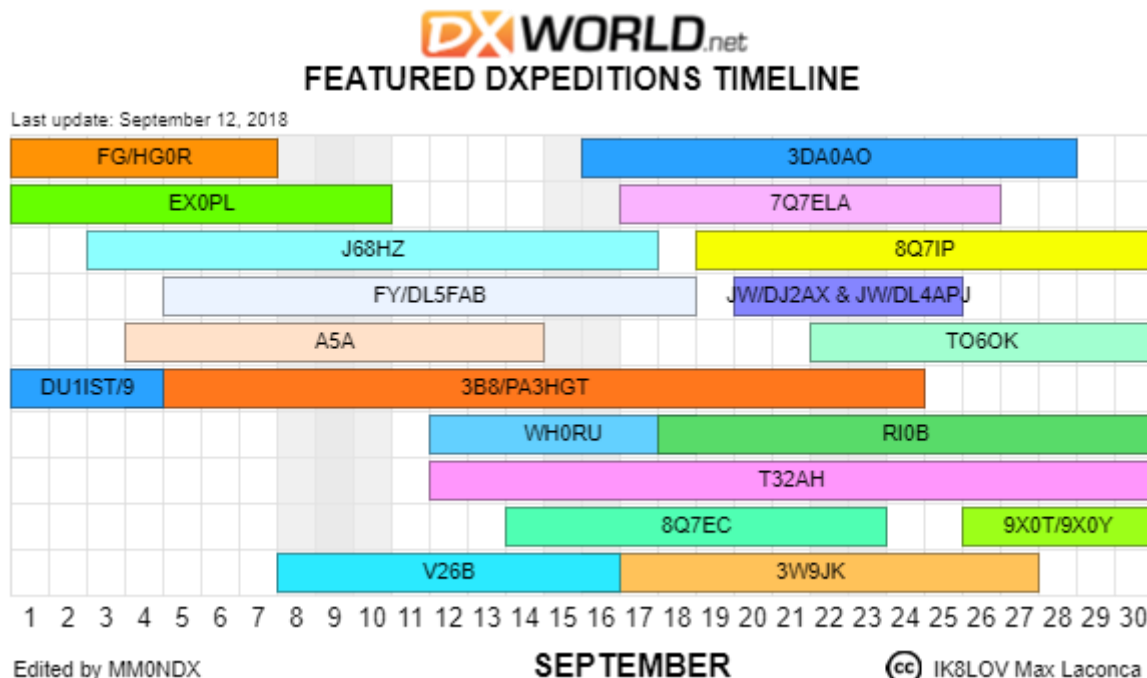 DX WORLD.net
FEATURED DXPEDITIONS TIMELINE
Last update: September 12, 2018
FG/HG0R 3DA0AO
EX0PL 7Q7ELA
J68HZ 8Q7IP
FY/DL5FAB JW/DJ2AX & JW/DL4APJ
A5A TO6OK
DU1IST/9 3B8/PA3HGT
WH0RU RI0B
T32AH
8Q7EC 9X0T/9X0Y
V26B 3W9JK
1 2 3 4 5 6 7 8 9 10 11 12 13 14 15 16 17 18 19 20 21 22 23 24 25 26 27 28 29 30
Edited by MM0NDX SEPTEMBER cc IK8LOV Max Laconca